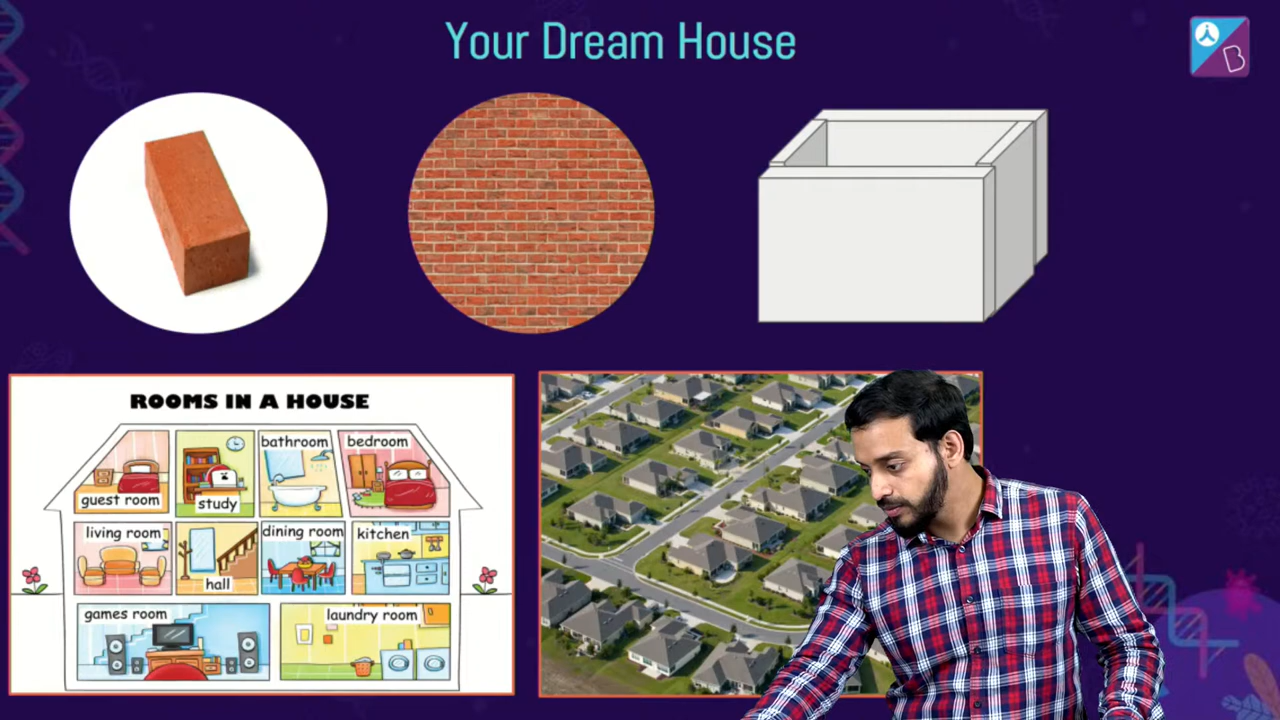 Your Dream House
B
ROOMS IN A HOUSE
bathroom
bedroom
guest room
study
living room
dining room
kitchen
hall
games room
laundry room